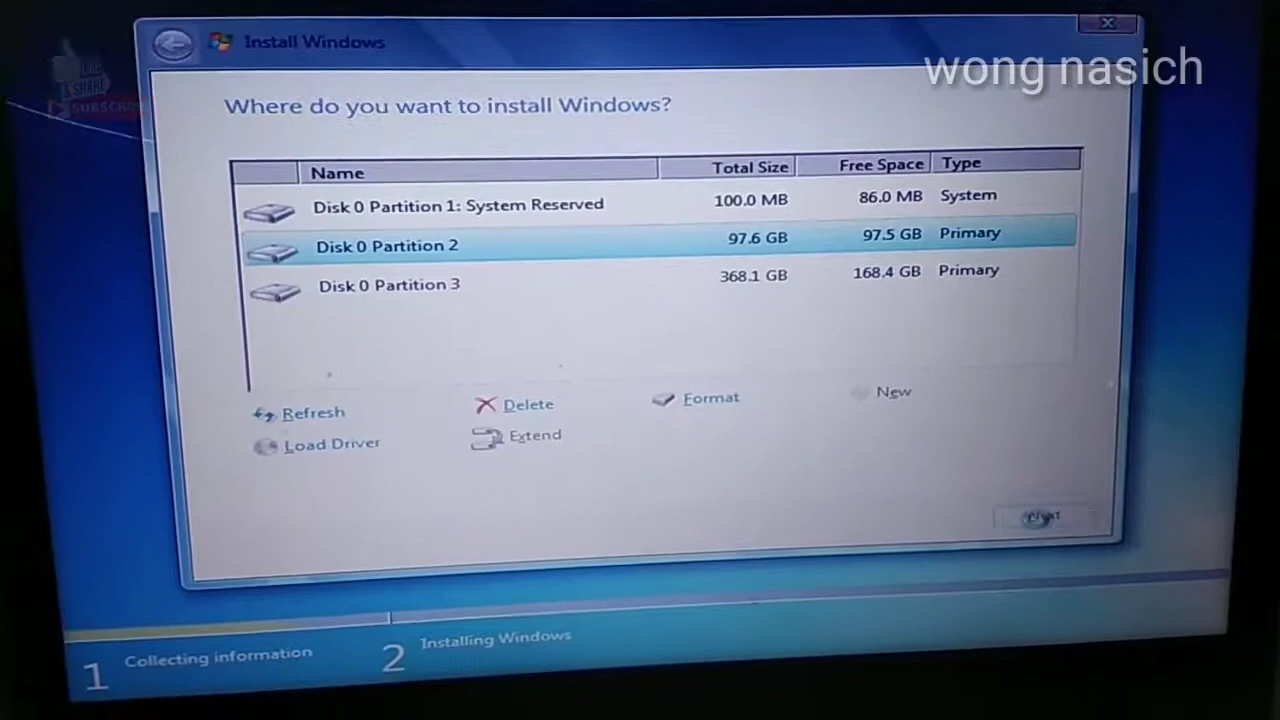 Install Windows
wong nasich
& SHARE
SUBSCRIBE
Where do you want to install Windows?
Name Total Size Free Space Type
Disk 0 Partition 1: System Reserved 100.0 MB 86.0 MB System
Disk 0 Partition 2 97.6 GB 97.5 GB Primary
Disk 0 Partition 3 368.1 GB 168.4 GB Primary
Refresh Delete Format New
Load Driver Extend
Next
1 Collecting information 2 Installing Windows